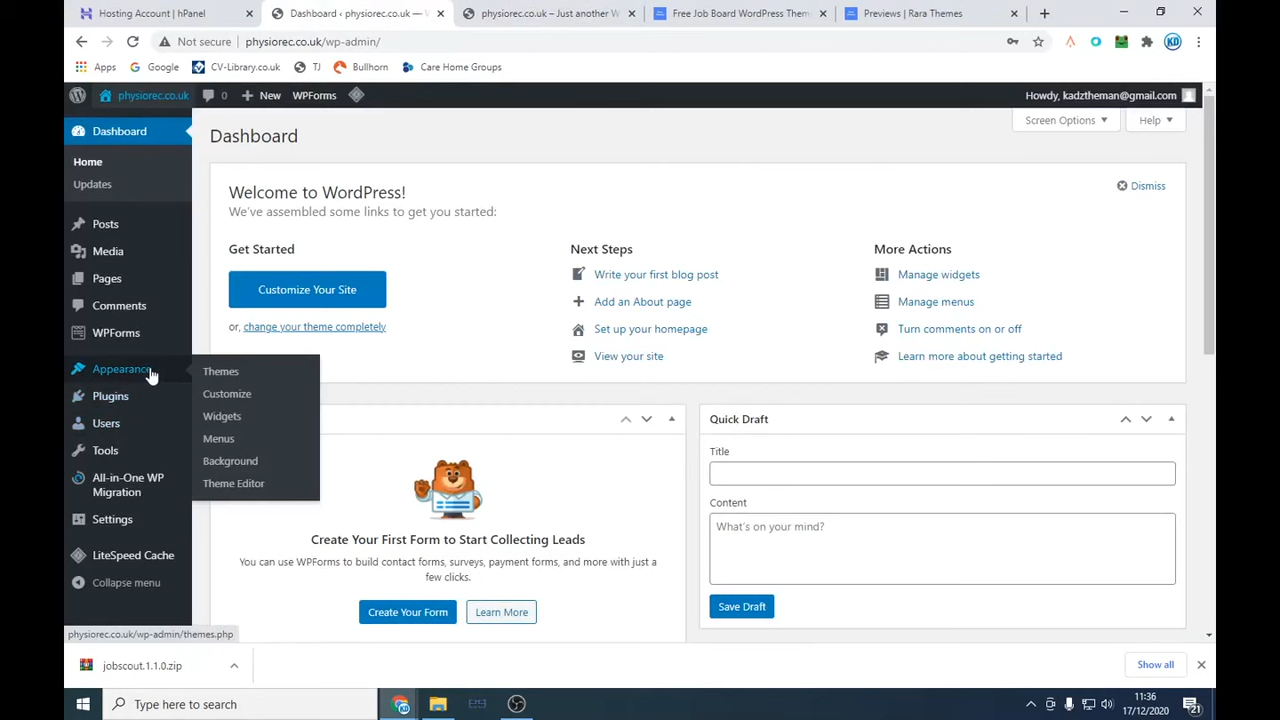 Hosting Account | hPanel
Dashboard ‹ physiorec.co.uk —
physiorec.co.uk – Just another W
Free Job Board WordPress Them
Previews | Rara Themes
Not secure
physiorec.co.uk/wp-admin/
KD
Apps
Google
CV-Library.co.uk
TJ
Bullhorn
Care Home Groups
physiorec.co.uk
0
New
WPForms
Howdy, kadztheman@gmail.com
Dashboard
Home
Updates
Posts
Media
Pages
Comments
WPForms
Appearance
Plugins
Users
Tools
All-in-One WP
Migration
Settings
LiteSpeed Cache
Collapse menu
Themes
Customize
Widgets
Menus
Background
Theme Editor
Dashboard
Screen Options
Help
Welcome to WordPress!
We've assembled some links to get you started:
Dismiss
Get Started
Customize Your Site
or, change your theme completely
Next Steps
Write your first blog post
Add an About page
Set up your homepage
View your site
More Actions
Manage widgets
Manage menus
Turn comments on or off
Learn more about getting started
Create Your First Form to Start Collecting Leads
You can use WPForms to build contact forms, surveys, payment forms, and more with just a
few clicks.
Create Your Form
Learn More
Quick Draft
Title
Content
What's on your mind?
Save Draft
physiorec.co.uk/wp-admin/themes.php
jobscout.1.1.0.zip
Show all
Type here to search
11:36
17/12/2020
21